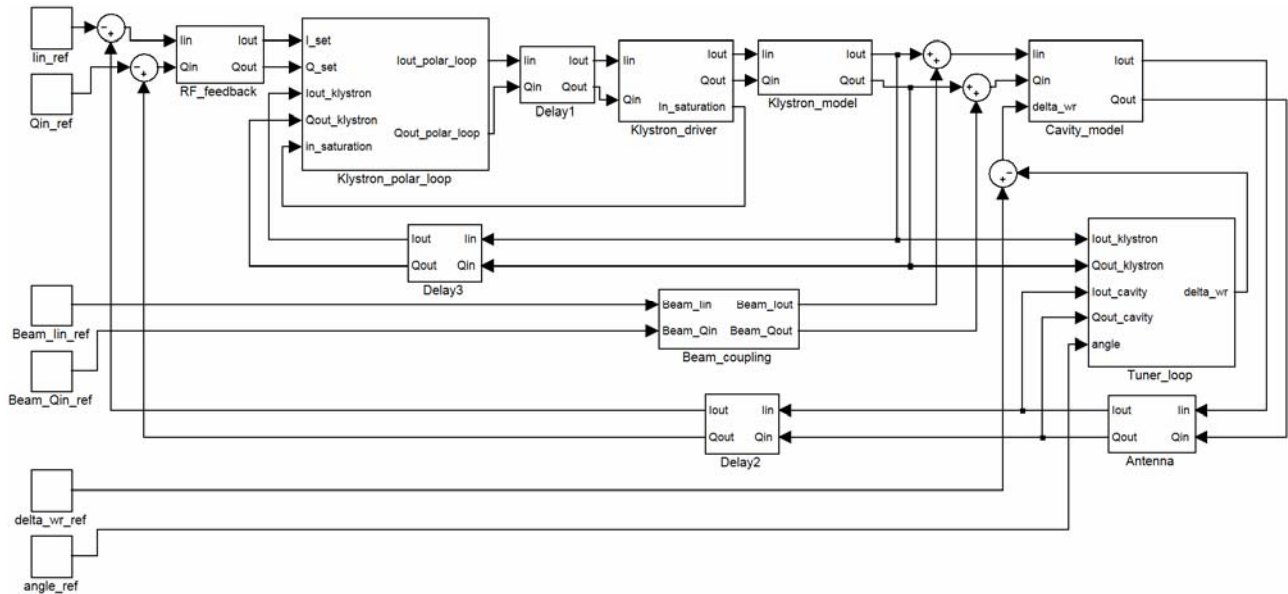 Iin_ref
Qin_ref
Iin Iout
Qin Qout
RF_feedback
I_set
Q_set
Iout_klystron
Qout_klystron
in_saturation
Iout_polar_loop
Qout_polar_loop
Klystron_polar_loop
Iin Iout
Qin Qout
Delay1
Iin Iout
Qin Qout
In_saturation
Klystron_driver
Iin Iout
Qin Qout
Klystron_model
Iin Iout
Qin Qout
delta_wr
Cavity_model
Iout Iin
Qout Qin
Delay3
Iout_klystron
Qout_klystron
Iout_cavity
Qout_cavity
angle
delta_wr
Tuner_loop
Beam_Iin_ref
Beam_Qin_ref
Beam_Iin Beam_Iout
Beam_Qin Beam_Qout
Beam_coupling
Iout Iin
Qout Qin
Delay2
Iout Iin
Qout Qin
Antenna
delta_wr_ref
angle_ref